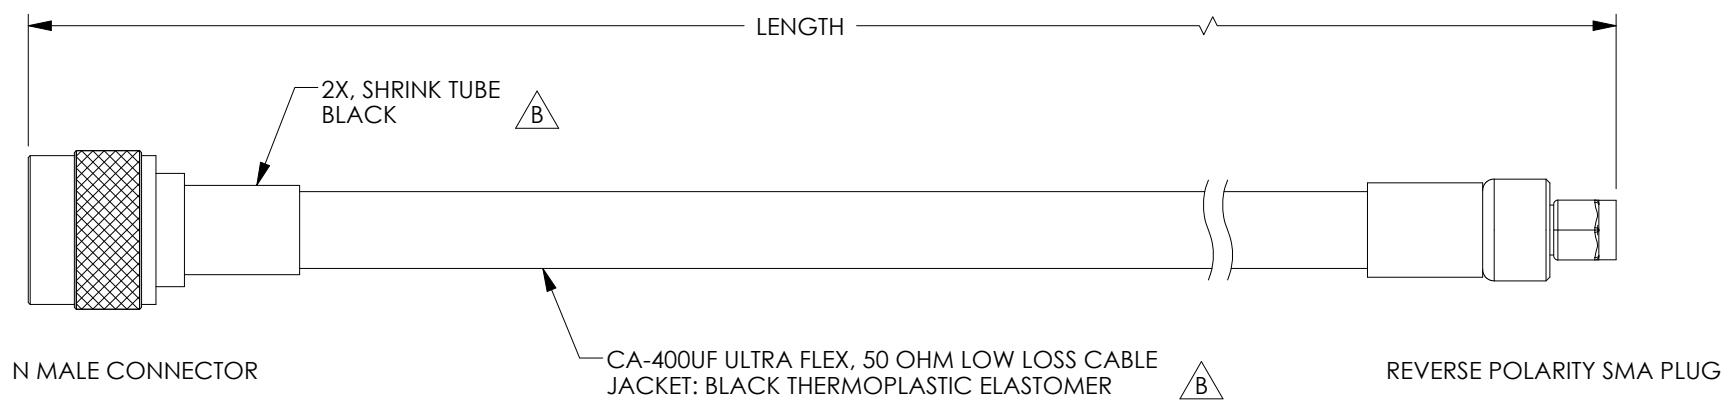 LENGTH
2X, SHRINK TUBE
BLACK
B
N MALE CONNECTOR
CA-400UF ULTRA FLEX, 50 OHM LOW LOSS CABLE
JACKET: BLACK THERMOPLASTIC ELASTOMER
B
REVERSE POLARITY SMA PLUG